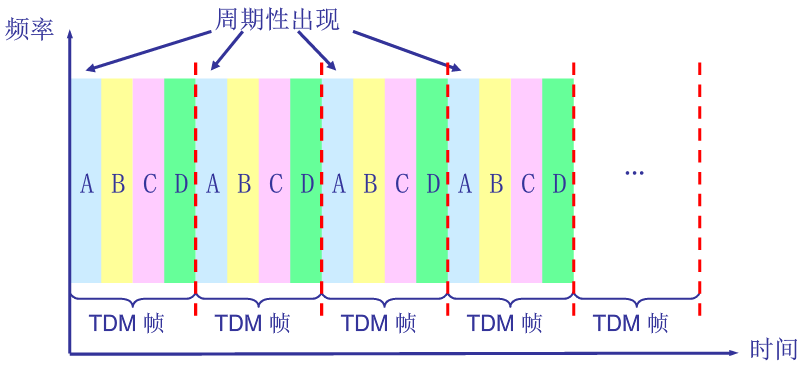 周期性出现
频率
A B C D A B C D A B C D A B C D ...
TDM 帧 TDM 帧 TDM 帧 TDM 帧 TDM 帧
时间